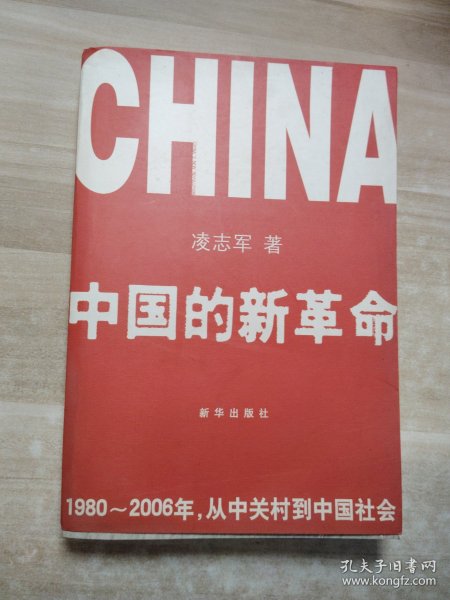 CHINA
凌志军 著
中国的新革命
新华出版社
1980～2006年，从中关村到中国社会
孔夫子旧书网
www.kongfz.com